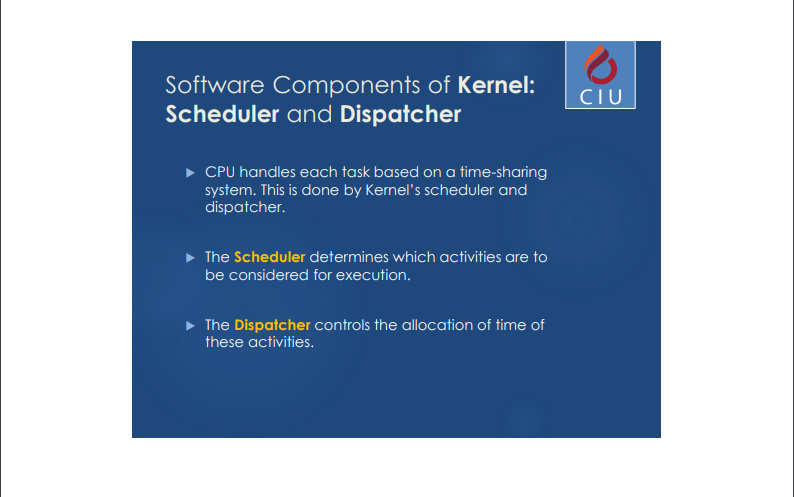 Software Components of Kernel:
Scheduler and Dispatcher
CIU
CPU handles each task based on a time-sharing
system. This is done by Kernel's scheduler and
dispatcher.
The Scheduler determines which activities are to
be considered for execution.
The Dispatcher controls the allocation of time of
these activities.